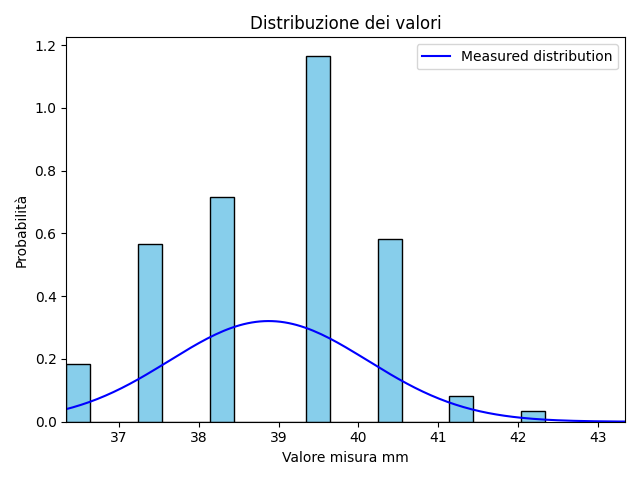 Distribuzione dei valori
Measured distribution
Probabilità
1.2
1.0
0.8
0.6
0.4
0.2
0.0
37 38 39 40 41 42 43
Valore misura mm